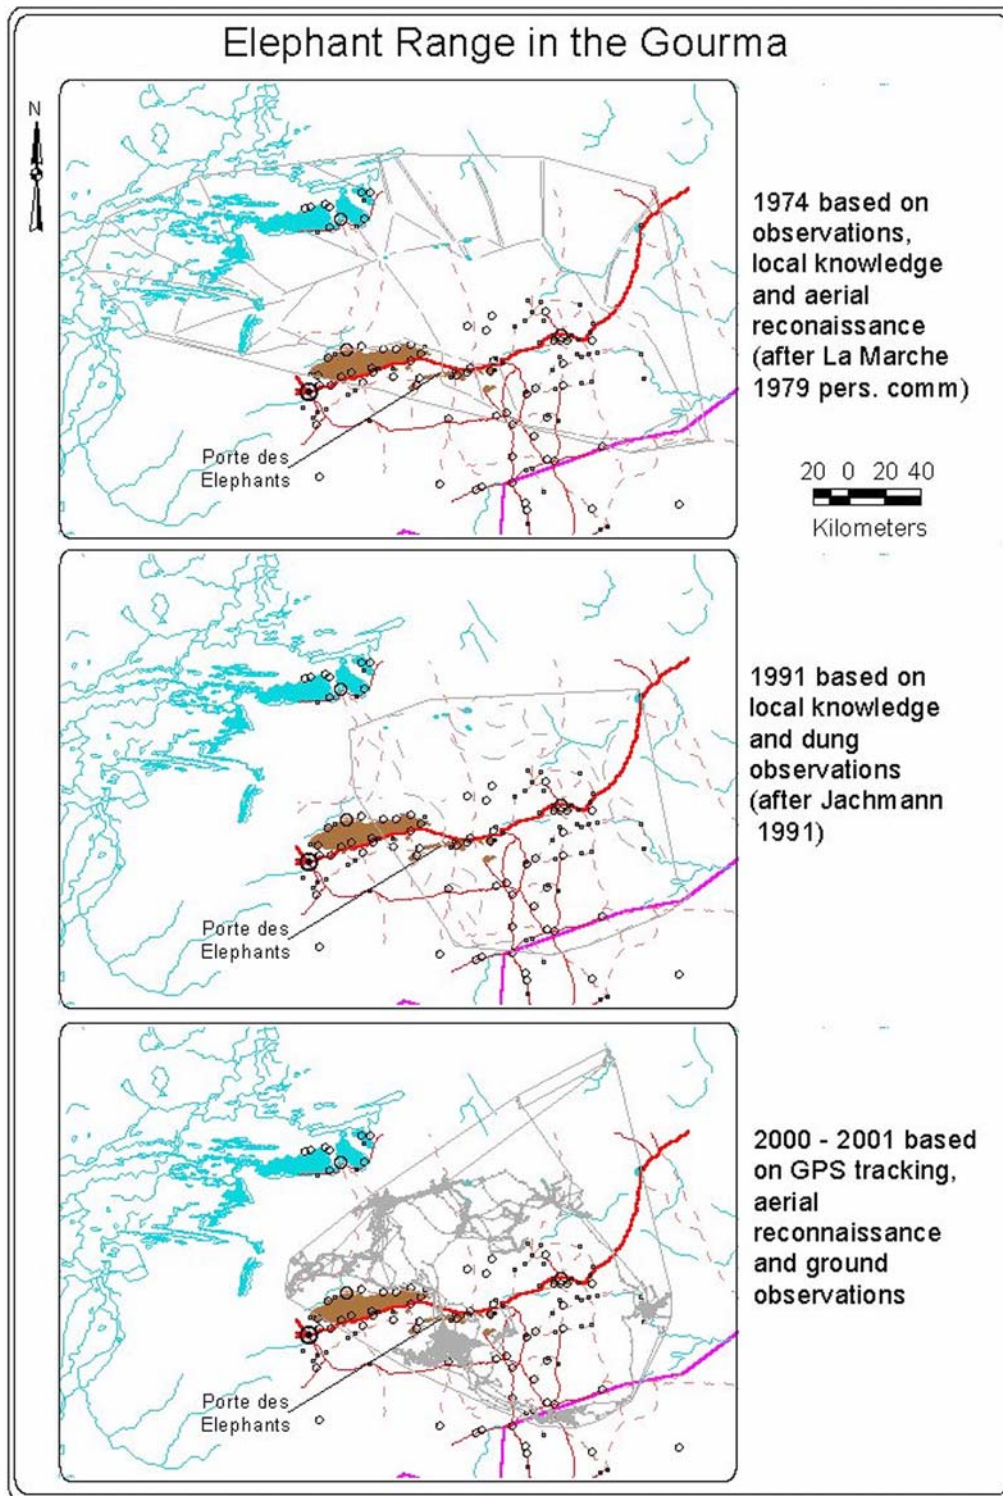 Elephant Range in the Gourma
N
1974 based on
observations,
local knowledge
and aerial
reconaissance
(after La Marche
1979 pers. comm)
20 0 20 40
Kilometers
Porte des
Elephants
1991 based on
local knowledge
and dung
observations
(after Jachmann
1991)
Porte des
Elephants
2000 - 2001 based
on GPS tracking,
aerial
reconnaissance
and ground
observations
Porte des
Elephants